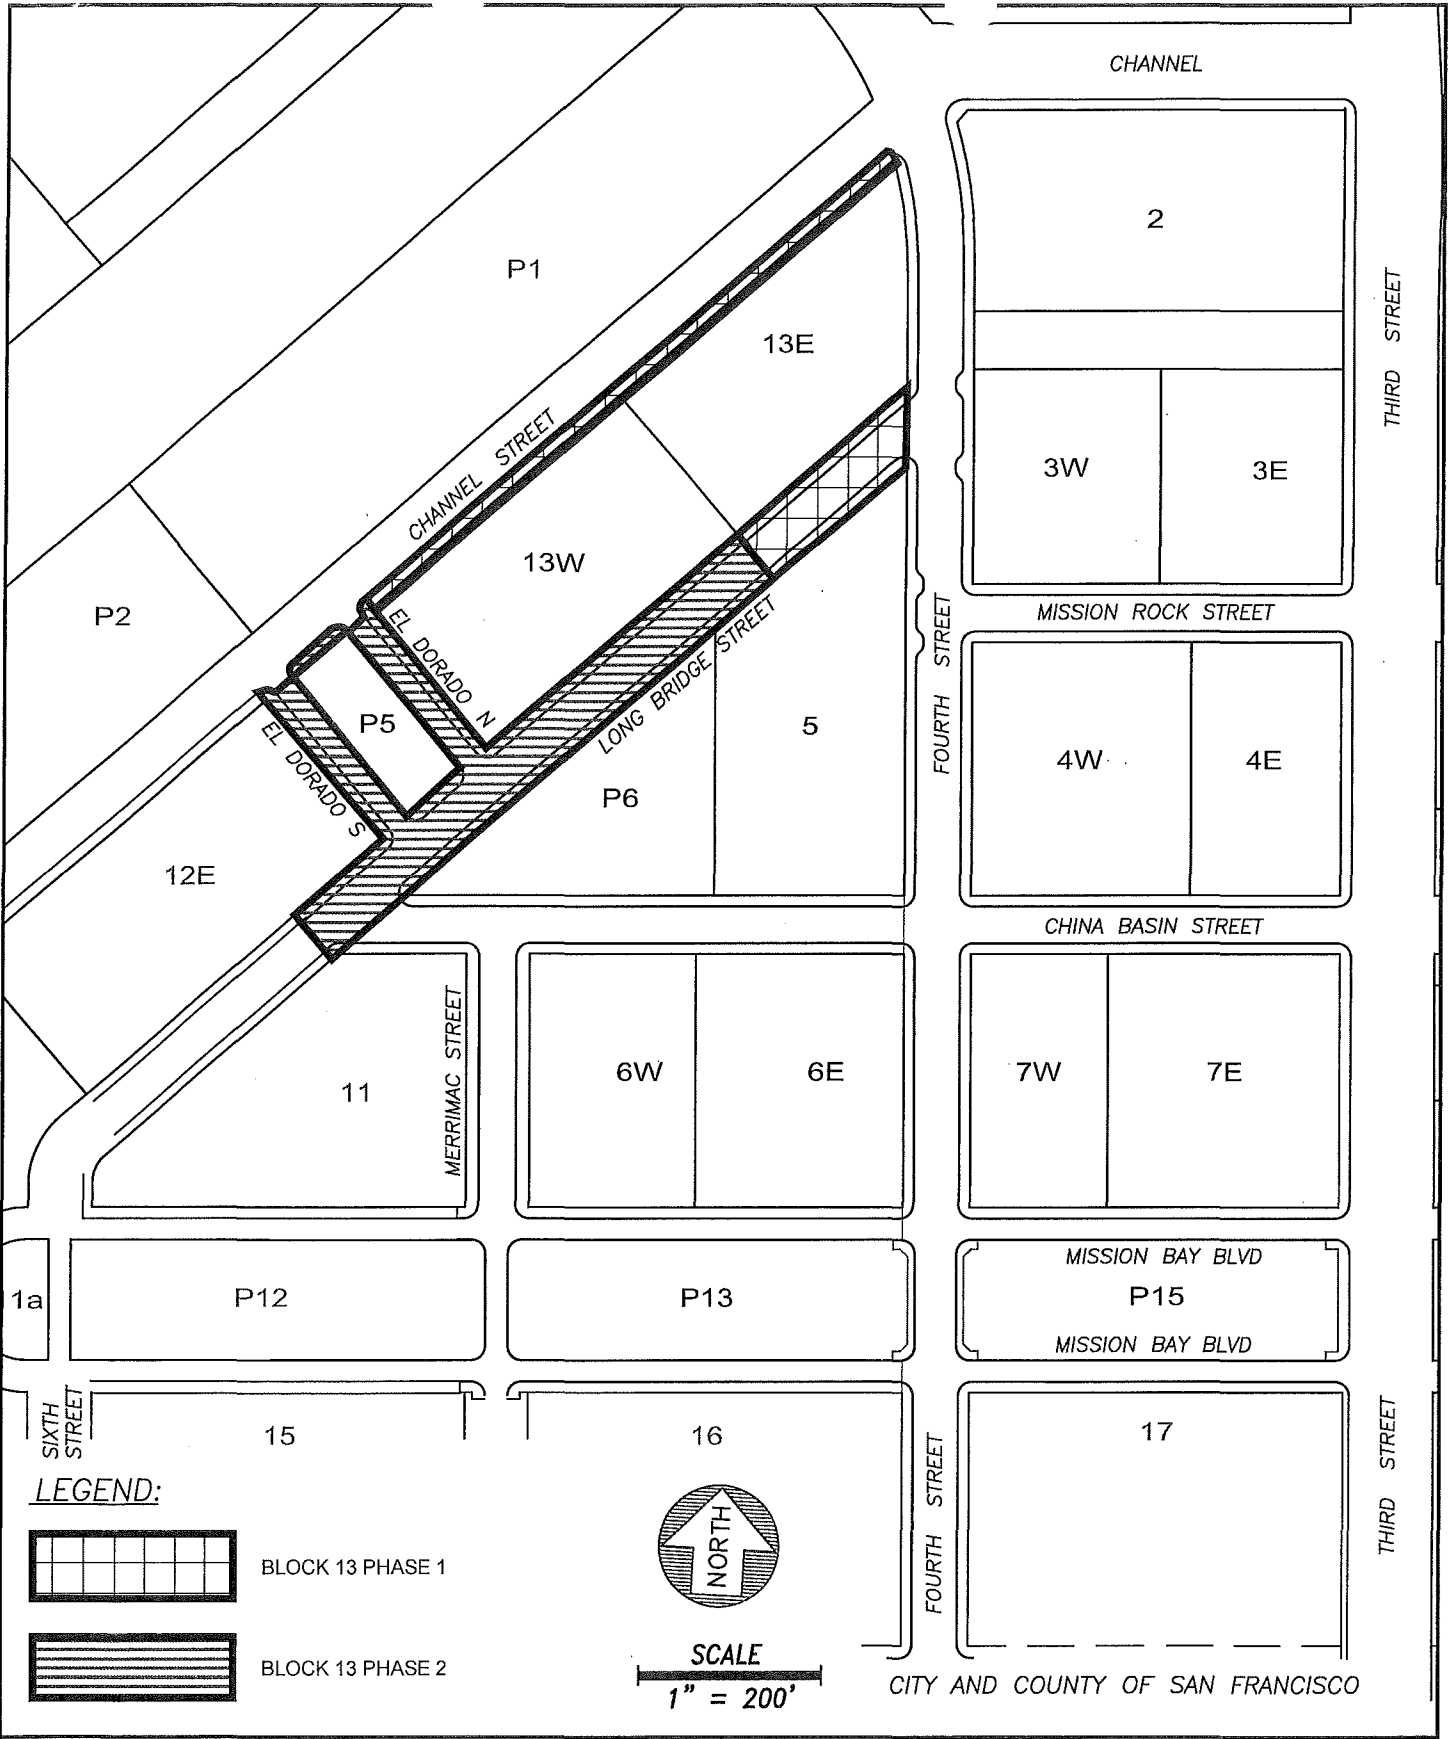 CHANNEL
2
P1
THIRD STREET
13E
CHANNEL STREET
3W
3E
13W
P2
EL DORADO N
MISSION ROCK STREET
LONG BRIDGE STREET
FOURTH STREET
P5
EL DORADO S
5
4W
4E
P6
12E
CHINA BASIN STREET
MERRIMAC STREET
11
6W
6E
7W
7E
MISSION BAY BLVD
1a
P12
P13
P15
MISSION BAY BLVD
SIXTH
STREET
15
16
17
THIRD STREET
FOURTH STREET
LEGEND:
BLOCK 13 PHASE 1
BLOCK 13 PHASE 2
NORTH
SCALE
1" = 200'
CITY AND COUNTY OF SAN FRANCISCO